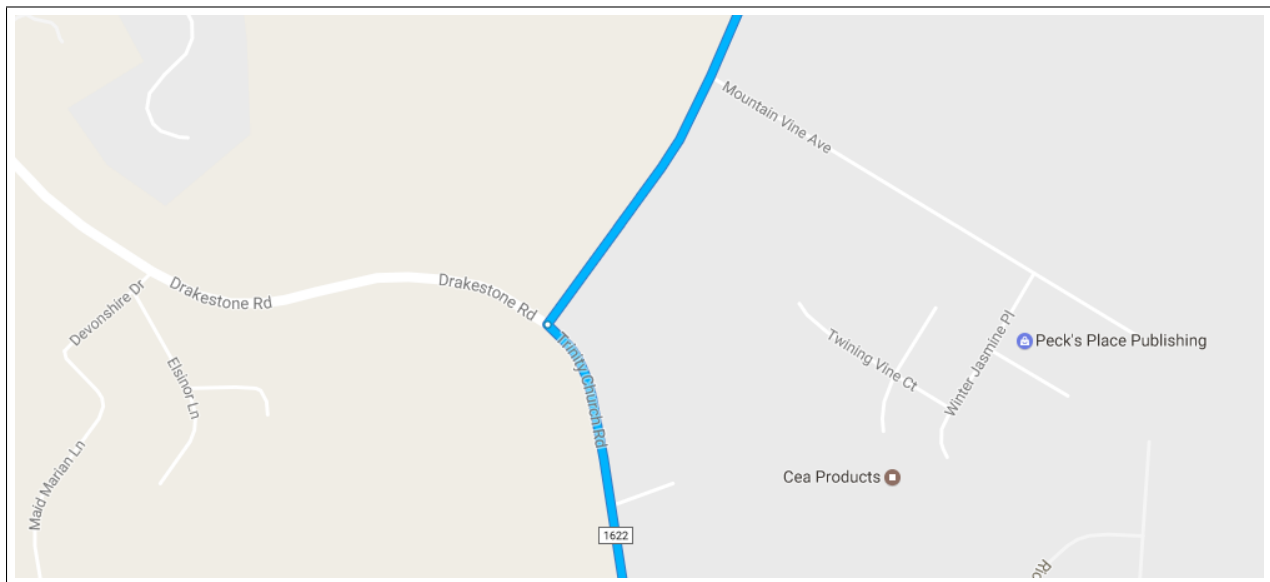 Mountain Vine Ave
Drakestone Rd
Drakestone Rd
Devonshire Dr
Trinity Church Rd
Elsinor Ln
Twining Vine Ct
Winter Jasmine Pl
Peck's Place Publishing
Maid Marian Ln
Cea Products
1622